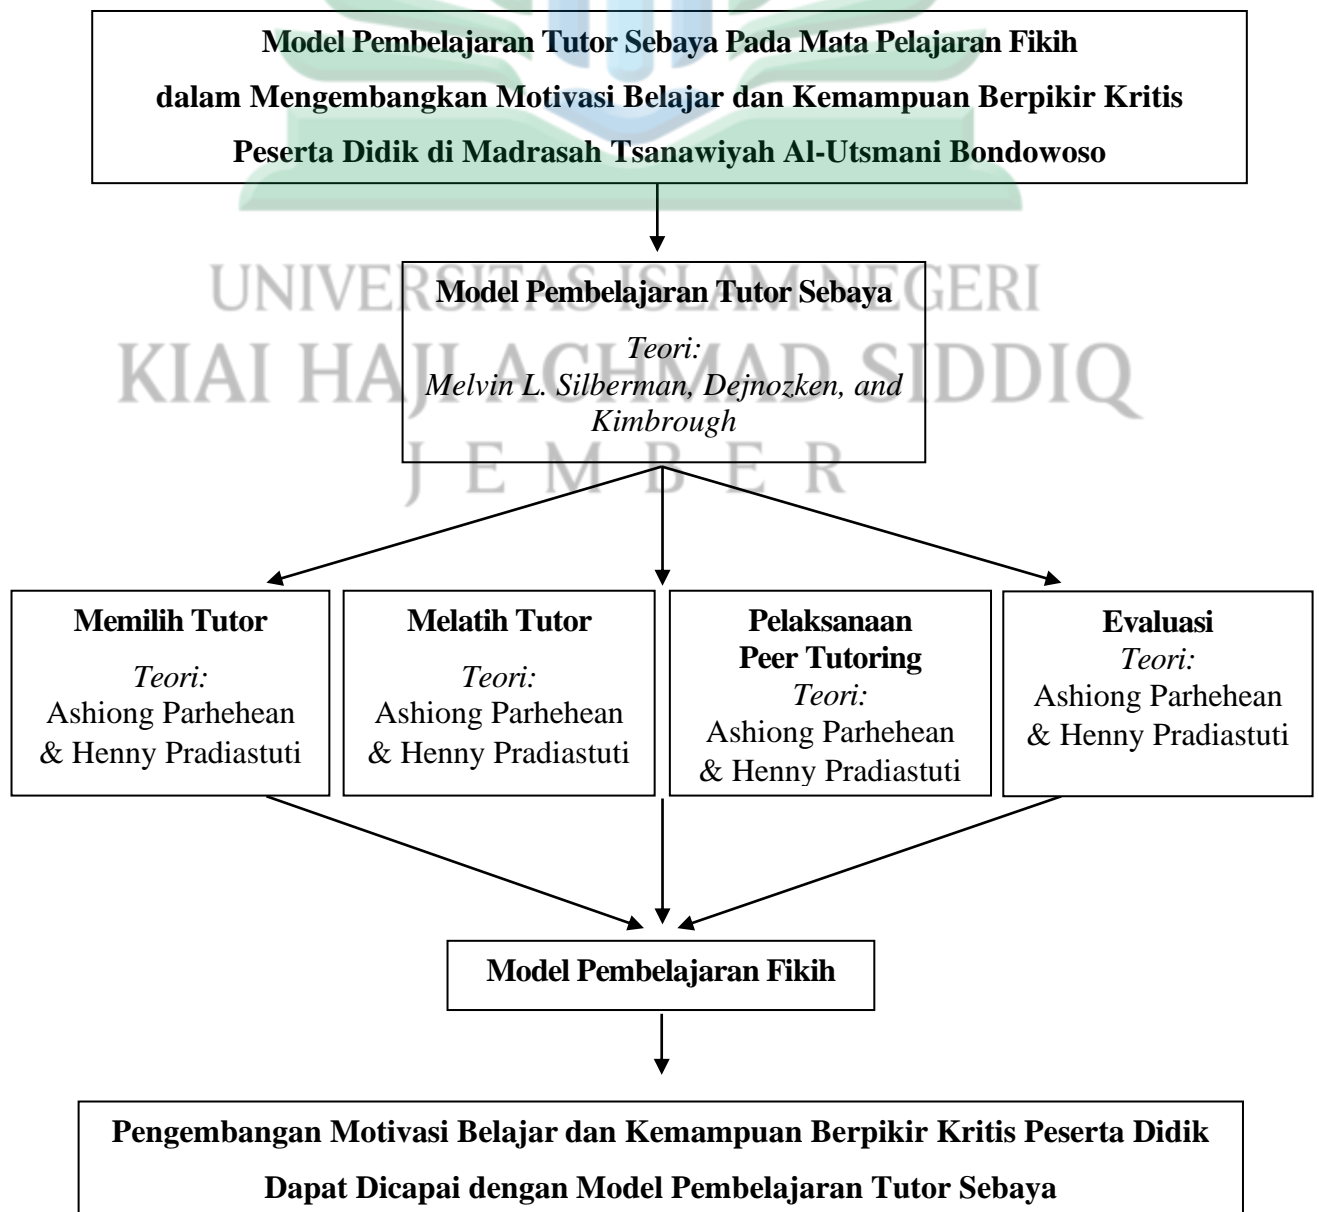 Model Pembelajaran Tutor Sebaya Pada Mata Pelajaran Fikih
dalam Mengembangkan Motivasi Belajar dan Kemampuan Berpikir Kritis
Peserta Didik di Madrasah Tsanawiyah Al-Utsmani Bondowoso
UNIVERSITAS ISLAM NEGERI
KIAI HAJI ACHMAD SIDDIQ
JEMBER
Model Pembelajaran Tutor Sebaya
Teori:
Melvin L. Silberman, Dejnozken, and
Kimbrough
Memilih Tutor
Teori:
Ashiong Parhehean
& Henny Pradiastuti
Melatih Tutor
Teori:
Ashiong Parhehean
& Henny Pradiastuti
Pelaksanaan
Peer Tutoring
Teori:
Ashiong Parhehean
& Henny Pradiastuti
Evaluasi
Teori:
Ashiong Parhehean
& Henny Pradiastuti
Model Pembelajaran Fikih
Pengembangan Motivasi Belajar dan Kemampuan Berpikir Kritis Peserta Didik
Dapat Dicapai dengan Model Pembelajaran Tutor Sebaya